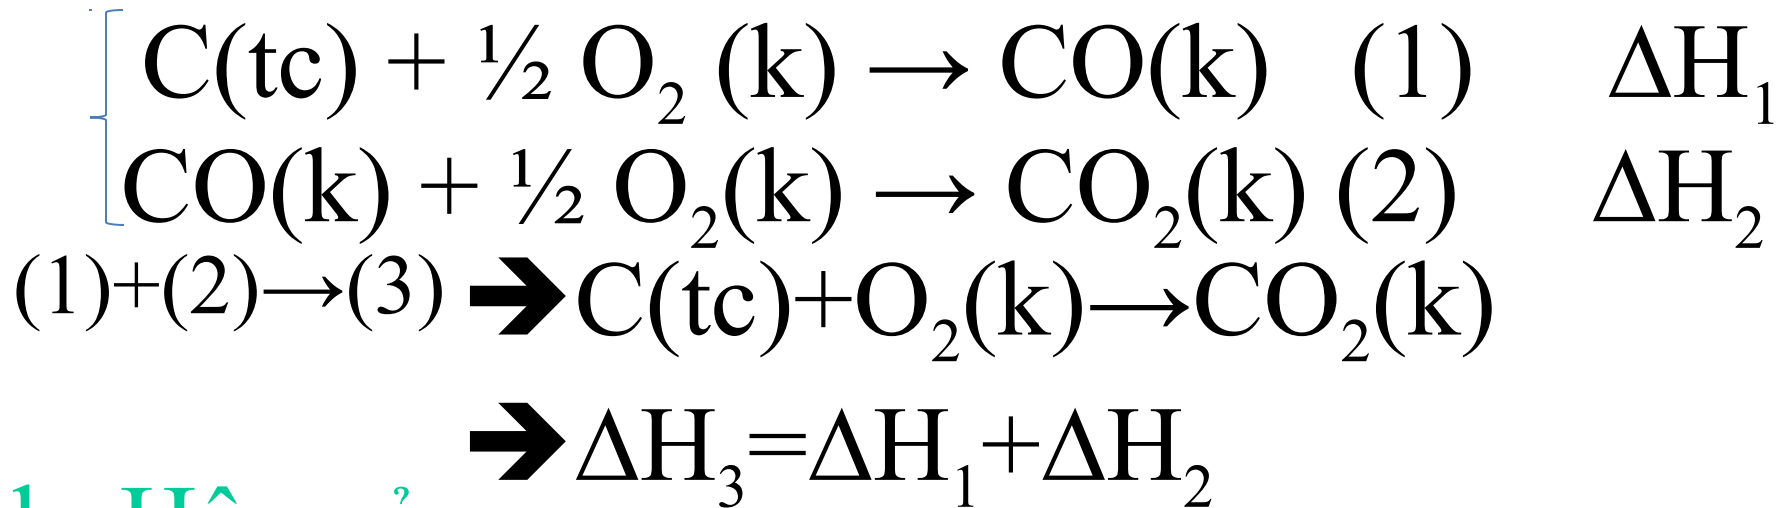 C(tc) + ½ O₂ (k) → CO(k) (1) ΔH₁
CO(k) + ½ O₂(k) → CO₂(k) (2) ΔH₂
(1)+(2)→(3) ➔ C(tc)+O₂(k)→CO₂(k)
➔ ΔH₃=ΔH₁+ΔH₂